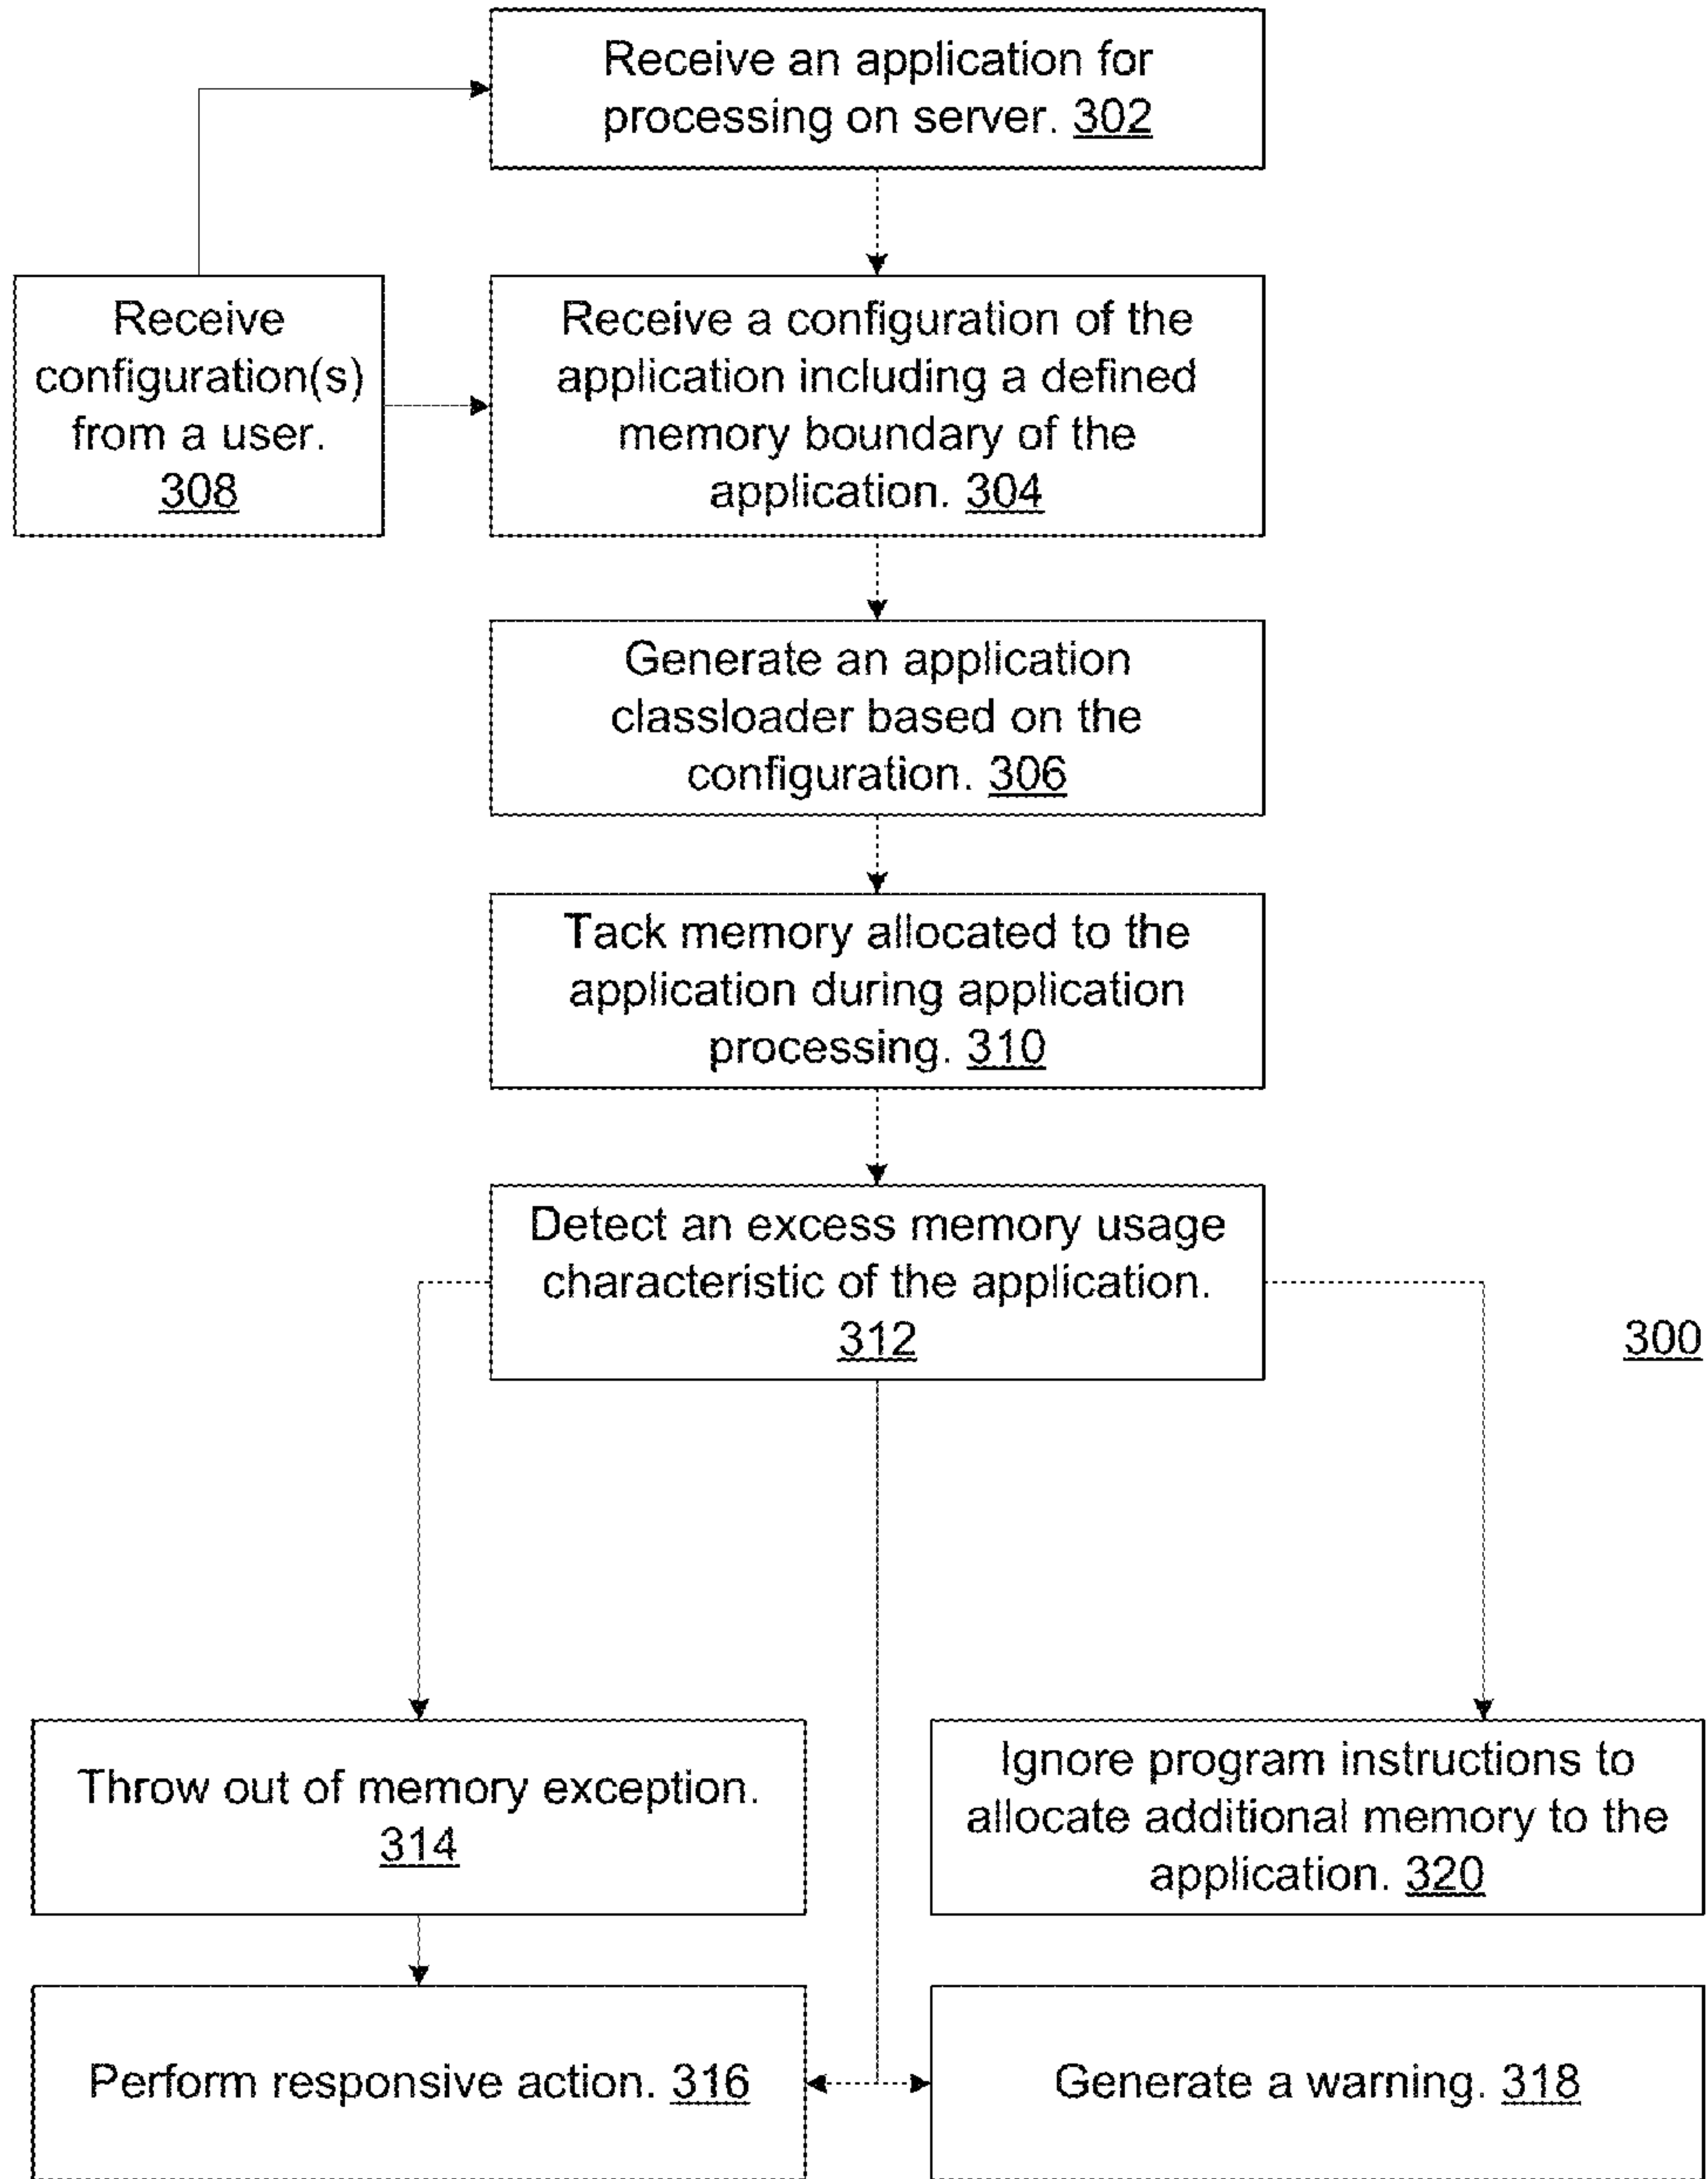 Receive an application for
processing on server. 302
Receive
configuration(s)
from a user.
308
Receive a configuration of the
application including a defined
memory boundary of the
application. 304
Generate an application
classloader based on the
configuration. 306
Tack memory allocated to the
application during application
processing. 310
Detect an excess memory usage
characteristic of the application.
312
300
Throw out of memory exception.
314
Ignore program instructions to
allocate additional memory to the
application. 320
Perform responsive action. 316
Generate a warning. 318